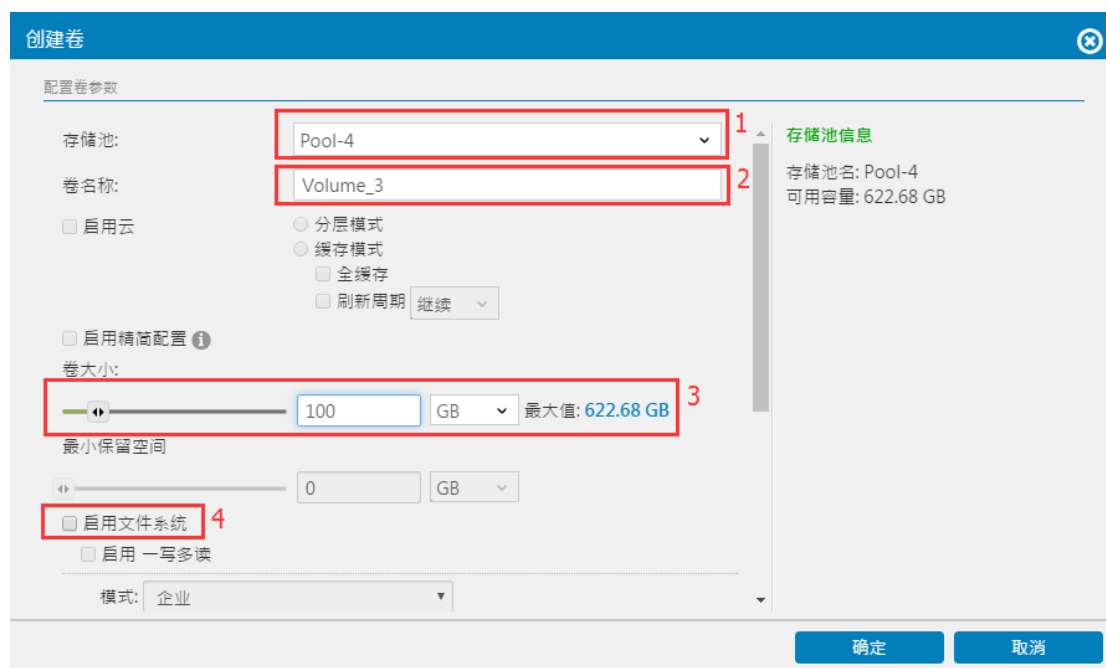 创建卷
配置卷参数
存储池: Pool-4 1
卷名称: Volume_3 2
启用云 分层模式
缓存模式
全缓存
刷新周期 继续
启用精简配置
卷大小:
100 GB 最大值: 622.68 GB 3
最小保留空间
0 GB
启用文件系统 4
启用 一写多读
模式: 企业
存储池信息
存储池名: Pool-4
可用容量: 622.68 GB
确定 取消